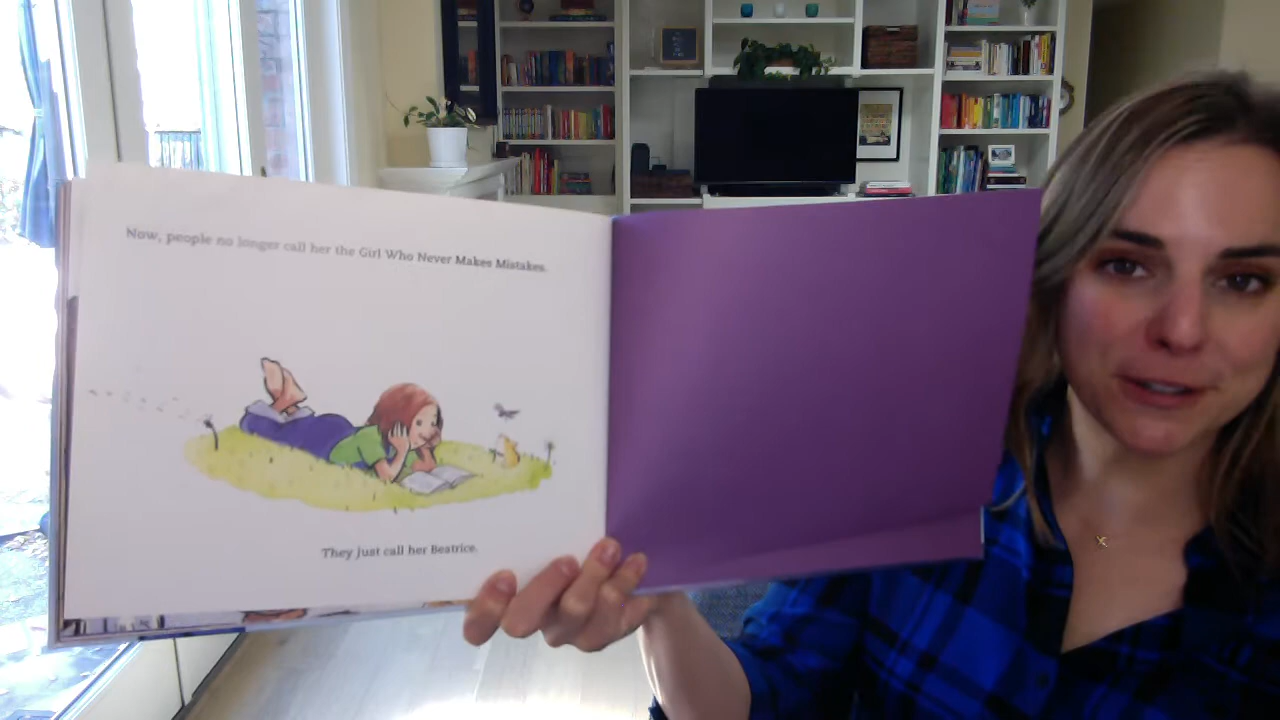 Now, people no longer call her the Girl Who Never Makes Mistakes.
They just call her Beatrice.